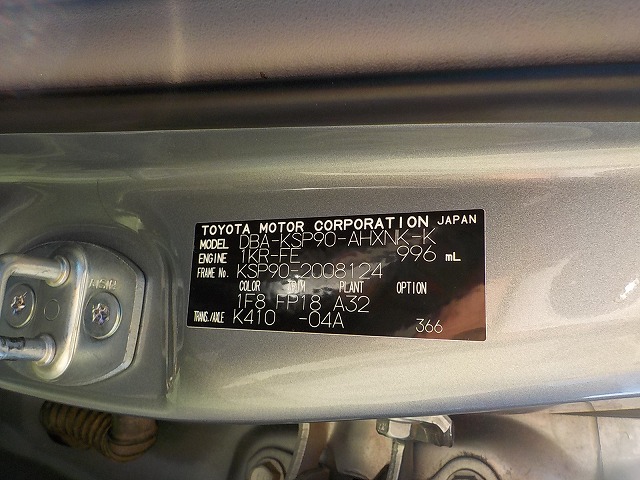 TOYOTA MOTOR CORPORATION JAPAN
MODEL DBA-KSP90-AHXNK-K
ENGINE 1KR-FE 996 mL
FRAME No. KSP90-2008124
COLOR TRIM PLANT OPTION
1F8 FP18 A32
TRANS./AXLE K410 -04A 366
AISIN